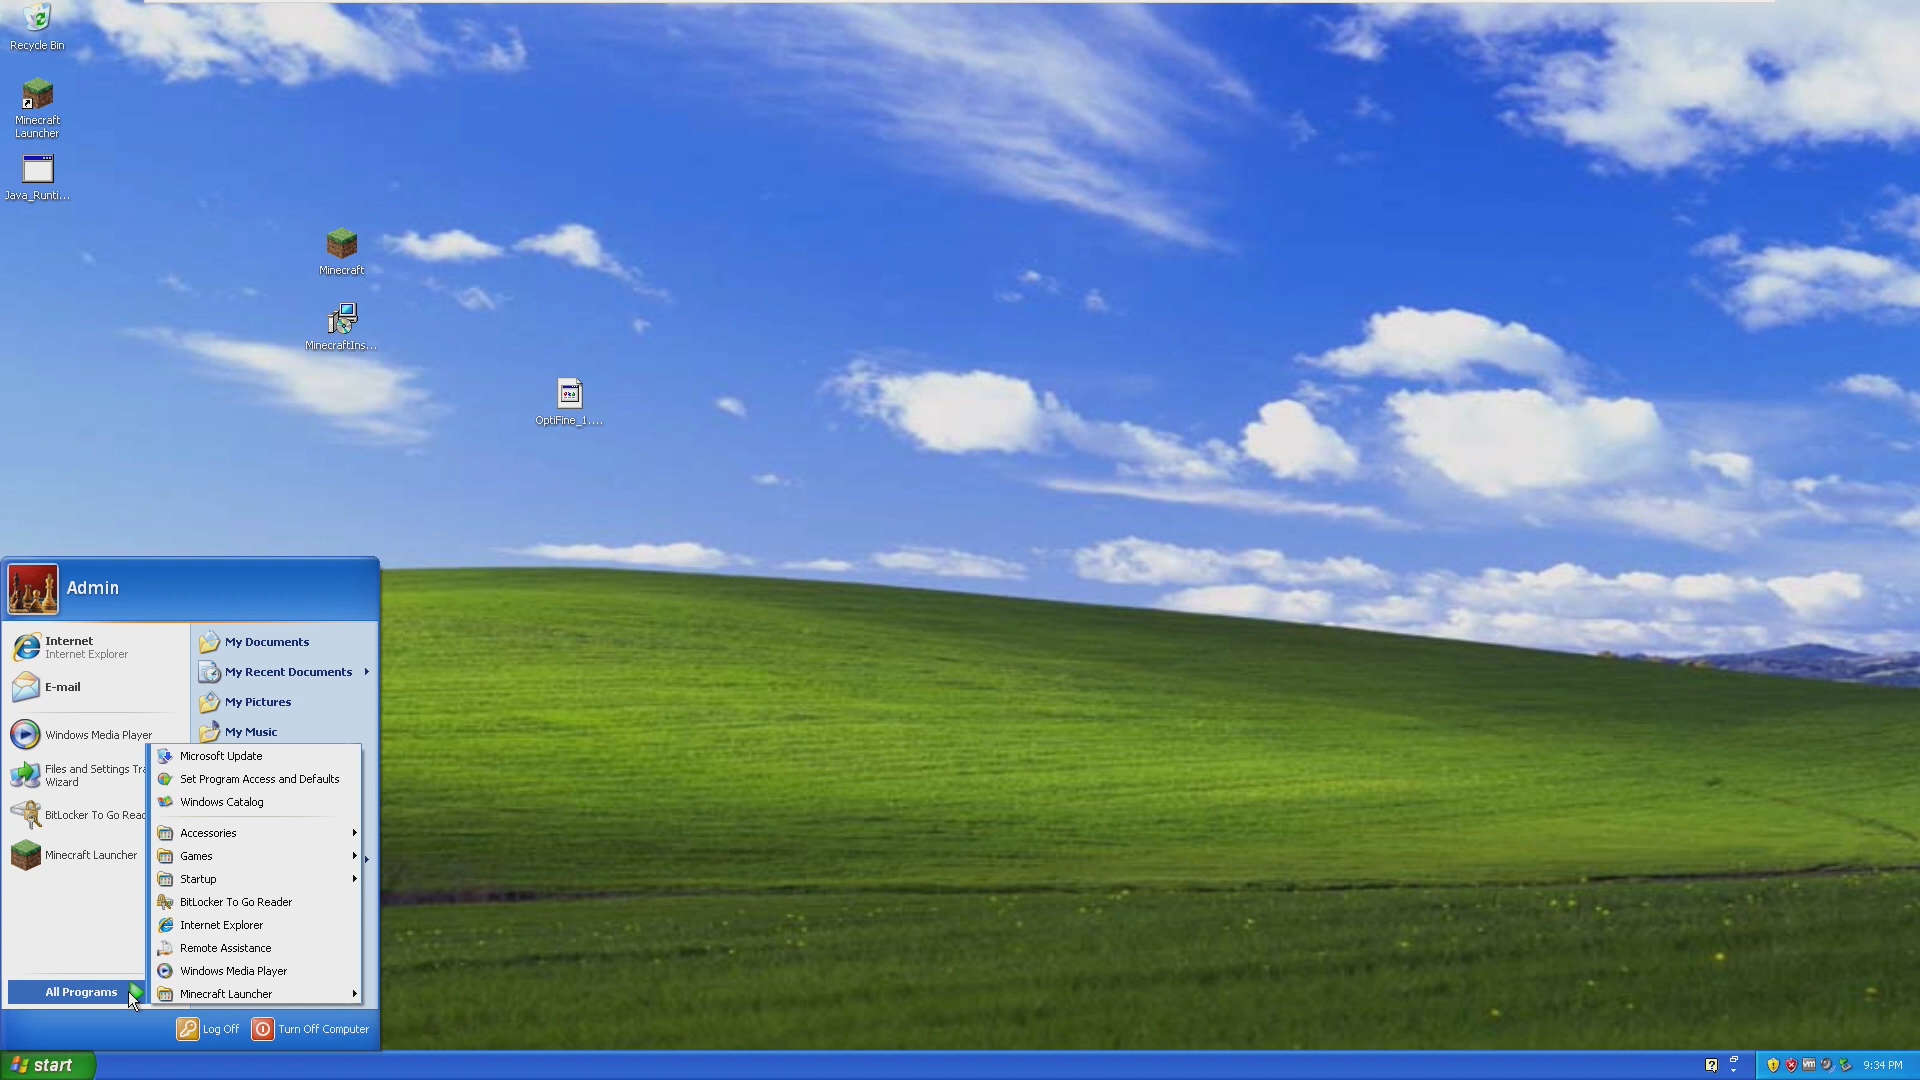 Recycle Bin
Minecraft
Launcher
Java_Runti...
Minecraft
MinecraftIns...
OptiFine_1....
Admin
Internet
Internet Explorer
E-mail
Windows Media Player
Files and Settings Tra
Wizard
BitLocker To Go Read
Minecraft Launcher
All Programs
My Documents
My Recent Documents
My Pictures
My Music
Microsoft Update
Set Program Access and Defaults
Windows Catalog
Accessories
Games
Startup
BitLocker To Go Reader
Internet Explorer
Remote Assistance
Windows Media Player
Minecraft Launcher
Log Off
Turn Off Computer
start
vm
9:34 PM